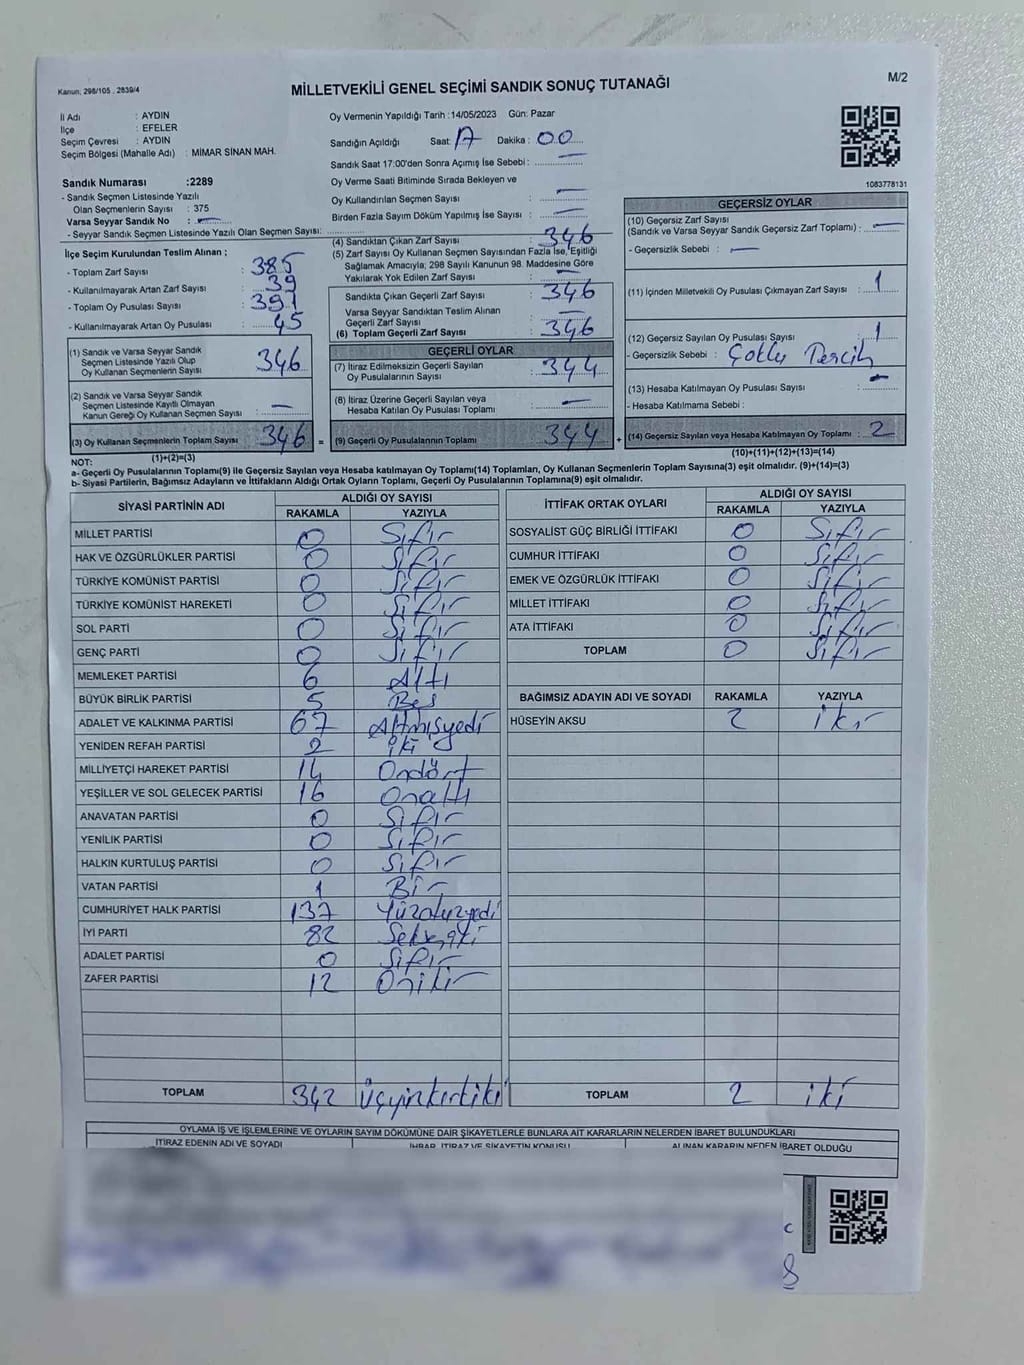 Kanun; 298/105 , 2839/4
MİLLETVEKİLİ GENEL SEÇİMİ SANDIK SONUÇ TUTANAĞI
M/2
İl Adı : AYDIN
İlçe : EFELER
Seçim Çevresi : AYDIN
Seçim Bölgesi (Mahalle Adı) : MİMAR SİNAN MAH.
Sandık Numarası :2289
- Sandık Seçmen Listesinde Yazılı
Olan Seçmenlerin Sayısı : 375
Varsa Seyyar Sandık No : —
- Seyyar Sandık Seçmen Listesinde Yazılı Olan Seçmen Sayısı:
Oy Vermenin Yapıldığı Tarih :14/05/2023 Gün: Pazar
Sandığın Açıldığı Saat: 17 Dakika : 00
Sandık Saat 17:00'den Sonra Açılmış İse Sebebi : —
Oy Verme Saati Bitiminde Sırada Bekleyen ve
Oy Kullandırılan Seçmen Sayısı : —
Birden Fazla Sayım Döküm Yapılmış İse Sayısı : —
1083778131
İlçe Seçim Kurulundan Teslim Alınan ;
- Toplam Zarf Sayısı : 385
- Kullanılmayarak Artan Zarf Sayısı : 39
- Toplam Oy Pusulası Sayısı : 391
- Kullanılmayarak Artan Oy Pusulası : 45
(1) Sandık ve Varsa Seyyar Sandık
Seçmen Listesinde Yazılı Olup
Oy Kullanan Seçmenlerin Sayısı : 346
(2) Sandık ve Varsa Seyyar Sandık
Seçmen Listesinde Kayıtlı Olmayan
Kanun Gereği Oy Kullanan Seçmen Sayısı : —
(3) Oy Kullanan Seçmenlerin Toplam Sayısı : 346 =
(1)+(2)=(3)
(4) Sandıktan Çıkan Zarf Sayısı : 346
(5) Zarf Sayısı Oy Kullanan Seçmen Sayısından Fazla İse, Eşitliği
Sağlamak Amacıyla; 298 Sayılı Kanunun 98. Maddesine Göre
Yakılarak Yok Edilen Zarf Sayısı : —
Sandıkta Çıkan Geçerli Zarf Sayısı : 346
Varsa Seyyar Sandıktan Teslim Alınan
Geçerli Zarf Sayısı : —
(6) Toplam Geçerli Zarf Sayısı : 346
GEÇERLİ OYLAR
(7) İtiraz Edilmeksizin Geçerli Sayılan
Oy Pusulalarının Sayısı : 344
(8) İtiraz Üzerine Geçerli Sayılan veya
Hesaba Katılan Oy Pusulası Toplamı : —
(9) Geçerli Oy Pusulalarının Toplamı : 344 +
GEÇERSİZ OYLAR
(10) Geçersiz Zarf Sayısı
(Sandık ve Varsa Seyyar Sandık Geçersiz Zarf Toplamı) : —
- Geçersizlik Sebebi : —
(11) İçinden Milletvekili Oy Pusulası Çıkmayan Zarf Sayısı : 1
(12) Geçersiz Sayılan Oy Pusulası Sayısı : 1
- Geçersizlik Sebebi : Çoklu Tercih
(13) Hesaba Katılmayan Oy Pusulası Sayısı : —
- Hesaba Katılmama Sebebi :
(14) Geçersiz Sayılan veya Hesaba Katılmayan Oy Toplamı : 2
(10)+(11)+(12)+(13)=(14)
NOT:
a- Geçerli Oy Pusulalarının Toplamı(9) ile Geçersiz Sayılan veya Hesaba katılmayan Oy Toplamı(14) Toplamları, Oy Kullanan Seçmenlerin Toplam Sayısına(3) eşit olmalıdır. (9)+(14)=(3)
b- Siyasi Partilerin, Bağımsız Adayların ve İttifakların Aldığı Ortak Oyların Toplamı, Geçerli Oy Pusulalarının Toplamına(9) eşit olmalıdır.
SİYASİ PARTİNİN ADI ALDIĞI OY SAYISI
RAKAMLA YAZIYLA
MİLLET PARTİSİ 0 Sıfır
HAK VE ÖZGÜRLÜKLER PARTİSİ 0 Sıfır
TÜRKİYE KOMÜNİST PARTİSİ 0 Sıfır
TÜRKİYE KOMÜNİST HAREKETİ 0 Sıfır
SOL PARTİ 0 Sıfır
GENÇ PARTİ 0 Sıfır
MEMLEKET PARTİSİ 6 Altı
BÜYÜK BİRLİK PARTİSİ 5 Beş
ADALET VE KALKINMA PARTİSİ 67 Altmışyedi
YENİDEN REFAH PARTİSİ 2 iki
MİLLİYETÇİ HAREKET PARTİSİ 14 Ondört
YEŞİLLER VE SOL GELECEK PARTİSİ 16 Onaltı
ANAVATAN PARTİSİ 0 Sıfır
YENİLİK PARTİSİ 0 Sıfır
HALKIN KURTULUŞ PARTİSİ 0 Sıfır
VATAN PARTİSİ 1 Bir
CUMHURİYET HALK PARTİSİ 137 Yüzotuzyedi
İYİ PARTİ 82 Sekseniki
ADALET PARTİSİ 0 Sıfır
ZAFER PARTİSİ 12 Oniki
TOPLAM 342 üçyüzkırkiki
İTTİFAK ORTAK OYLARI ALDIĞI OY SAYISI
RAKAMLA YAZIYLA
SOSYALİST GÜÇ BİRLİĞİ İTTİFAKI 0 Sıfır
CUMHUR İTTİFAKI 0 Sıfır
EMEK VE ÖZGÜRLÜK İTTİFAKI 0 Sıfır
MİLLET İTTİFAKI 0 Sıfır
ATA İTTİFAKI 0 Sıfır
TOPLAM 0 Sıfır
BAĞIMSIZ ADAYIN ADI VE SOYADI RAKAMLA YAZIYLA
HÜSEYİN AKSU 2 iki
TOPLAM 2 iki
OYLAMA İŞ VE İŞLEMLERİNE VE OYLARIN SAYIM DÖKÜMÜNE DAİR ŞİKAYETLERLE BUNLARA AİT KARARLARIN NELERDEN İBARET BULUNDUKLARI
İTİRAZ EDENİN ADI VE SOYADI İHBAR, İTİRAZ VE ŞİKAYETİN KONUSU ALINAN KARARIN NEDEN İBARET OLDUĞU